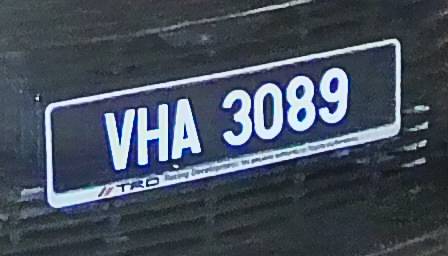 VHA 3089
TRD Racing Development